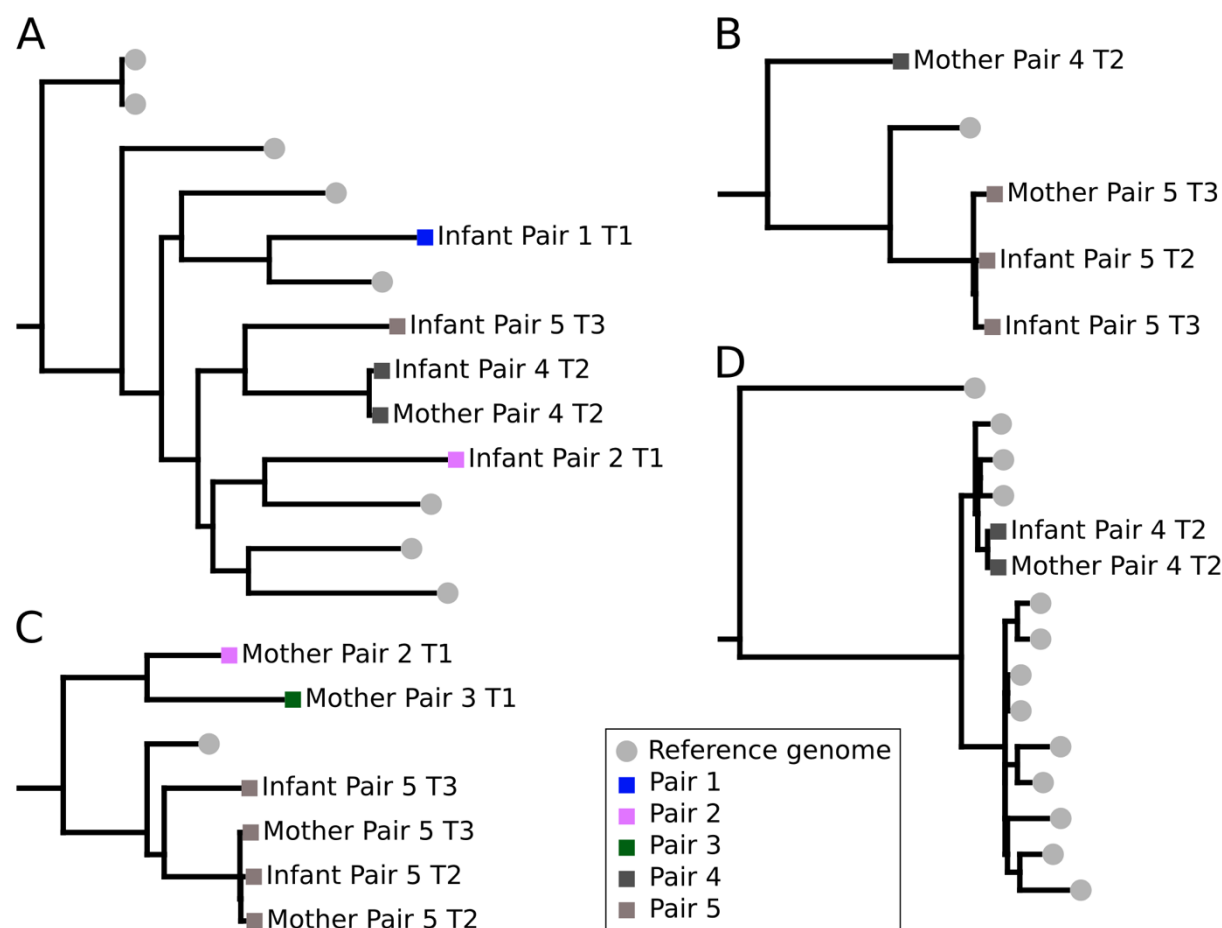 A
Infant Pair 1 T1
Infant Pair 5 T3
Infant Pair 4 T2
Mother Pair 4 T2
Infant Pair 2 T1
B
Mother Pair 4 T2
Mother Pair 5 T3
Infant Pair 5 T2
Infant Pair 5 T3
C
Mother Pair 2 T1
Mother Pair 3 T1
Infant Pair 5 T3
Mother Pair 5 T3
Infant Pair 5 T2
Mother Pair 5 T2
D
Infant Pair 4 T2
Mother Pair 4 T2
Reference genome
Pair 1
Pair 2
Pair 3
Pair 4
Pair 5